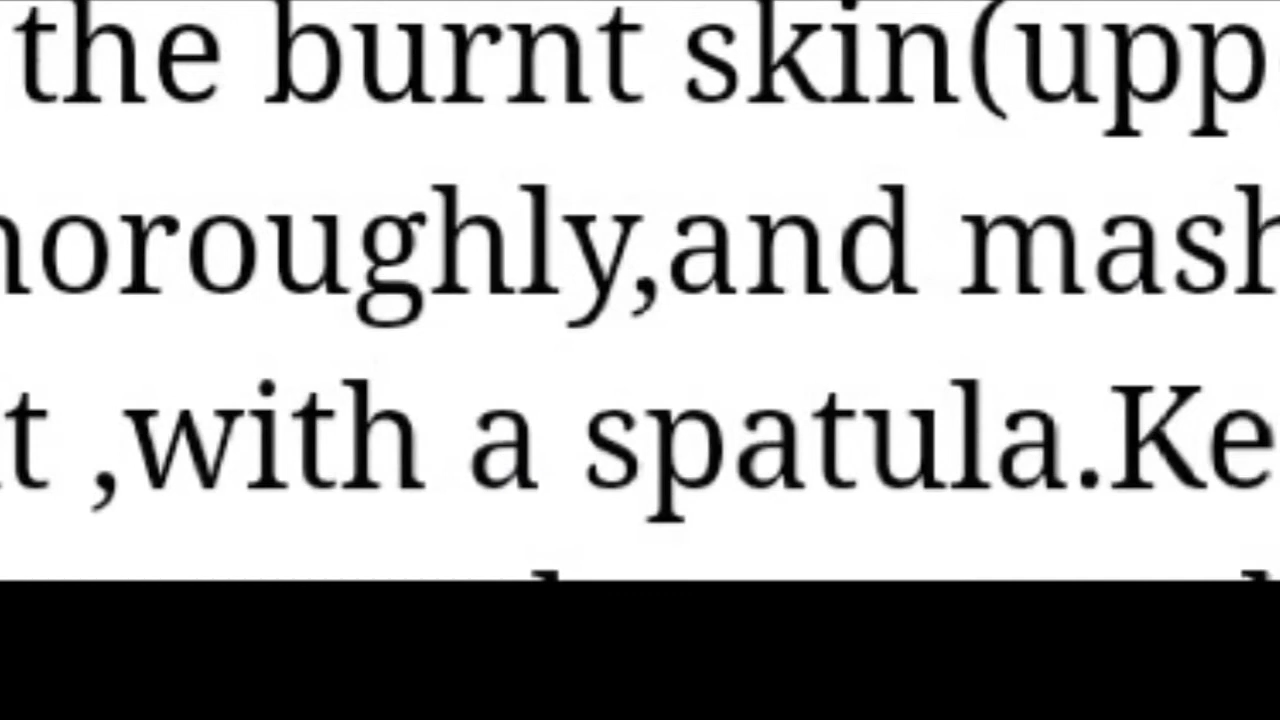 the burnt skin(upp
horoughly,and mash
t ,with a spatula.Ke